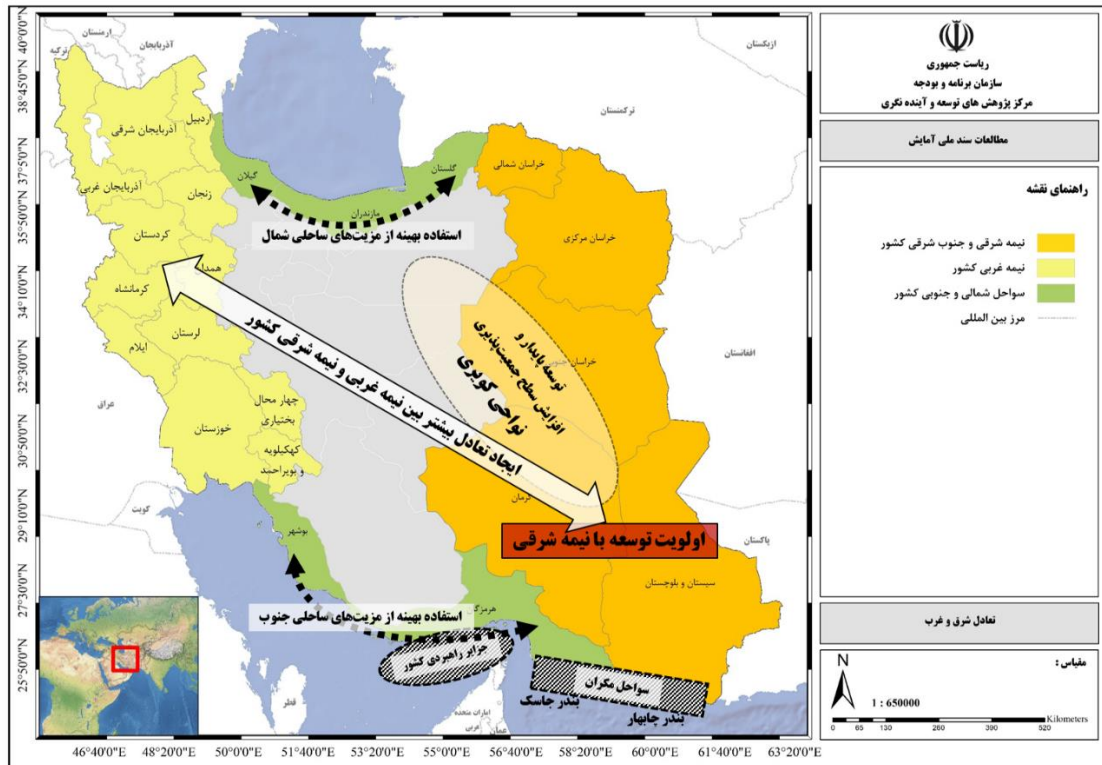 ریاست جمهوری
سازمان برنامه و بودجه
مرکز پژوهش های توسعه و آینده نگری
مطالعات سند ملی آمایش
راهنمای نقشه
نیمه شرقی و جنوب شرقی کشور
نیمه غربی کشور
سواحل شمالی و جنوبی کشور
مرز بین المللی
تعادل شرق و غرب
مقیاس :
N
1 : 650000
Kilometers
0 65 130 260 390 520
ارمنستان
آذربایجان
ترکیه
ازبکستان
ترکمنستان
اردبیل
آذربایجان شرقی
آذربایجان غربی
زنجان
گیلان
گلستان
مازندران
خراسان شمالی
استفاده بهینه از مزیت‌های ساحلی شمال
کردستان
خراسان مرکزی
کرمانشاه
لرستان
ایلام
خراسان جنوبی
افغانستان
توسعه پایدار و
افزایش سطح جمعیت‌پذیری
نواحی کویری
ایجاد تعادل بیشتر بین نیمه غربی و نیمه شرقی کشور
عراق
چهار محال
بختیاری
خوزستان
کهکیلویه
و بویراحمد
کرمان
کویت
بوشهر
اولویت توسعه با نیمه شرقی
پاکستان
سیستان و بلوچستان
هرمزگان
استفاده بهینه از مزیت‌های ساحلی جنوب
جزایر راهبردی کشور
سواحل مکران
بندر جاسک
بندر چابهار
قطر
امارات متحده
عربی
عمان
40°0'0"N
38°45'0"N
37°5'0"N
35°50'0"N
34°10'0"N
32°30'0"N
30°50'0"N
29°10'0"N
27°30'0"N
25°50'0"N
46°40'0"E 48°20'0"E 50°0'0"E 51°40'0"E 53°20'0"E 55°0'0"E 56°40'0"E 58°20'0"E 60°0'0"E 61°40'0"E 63°20'0"E